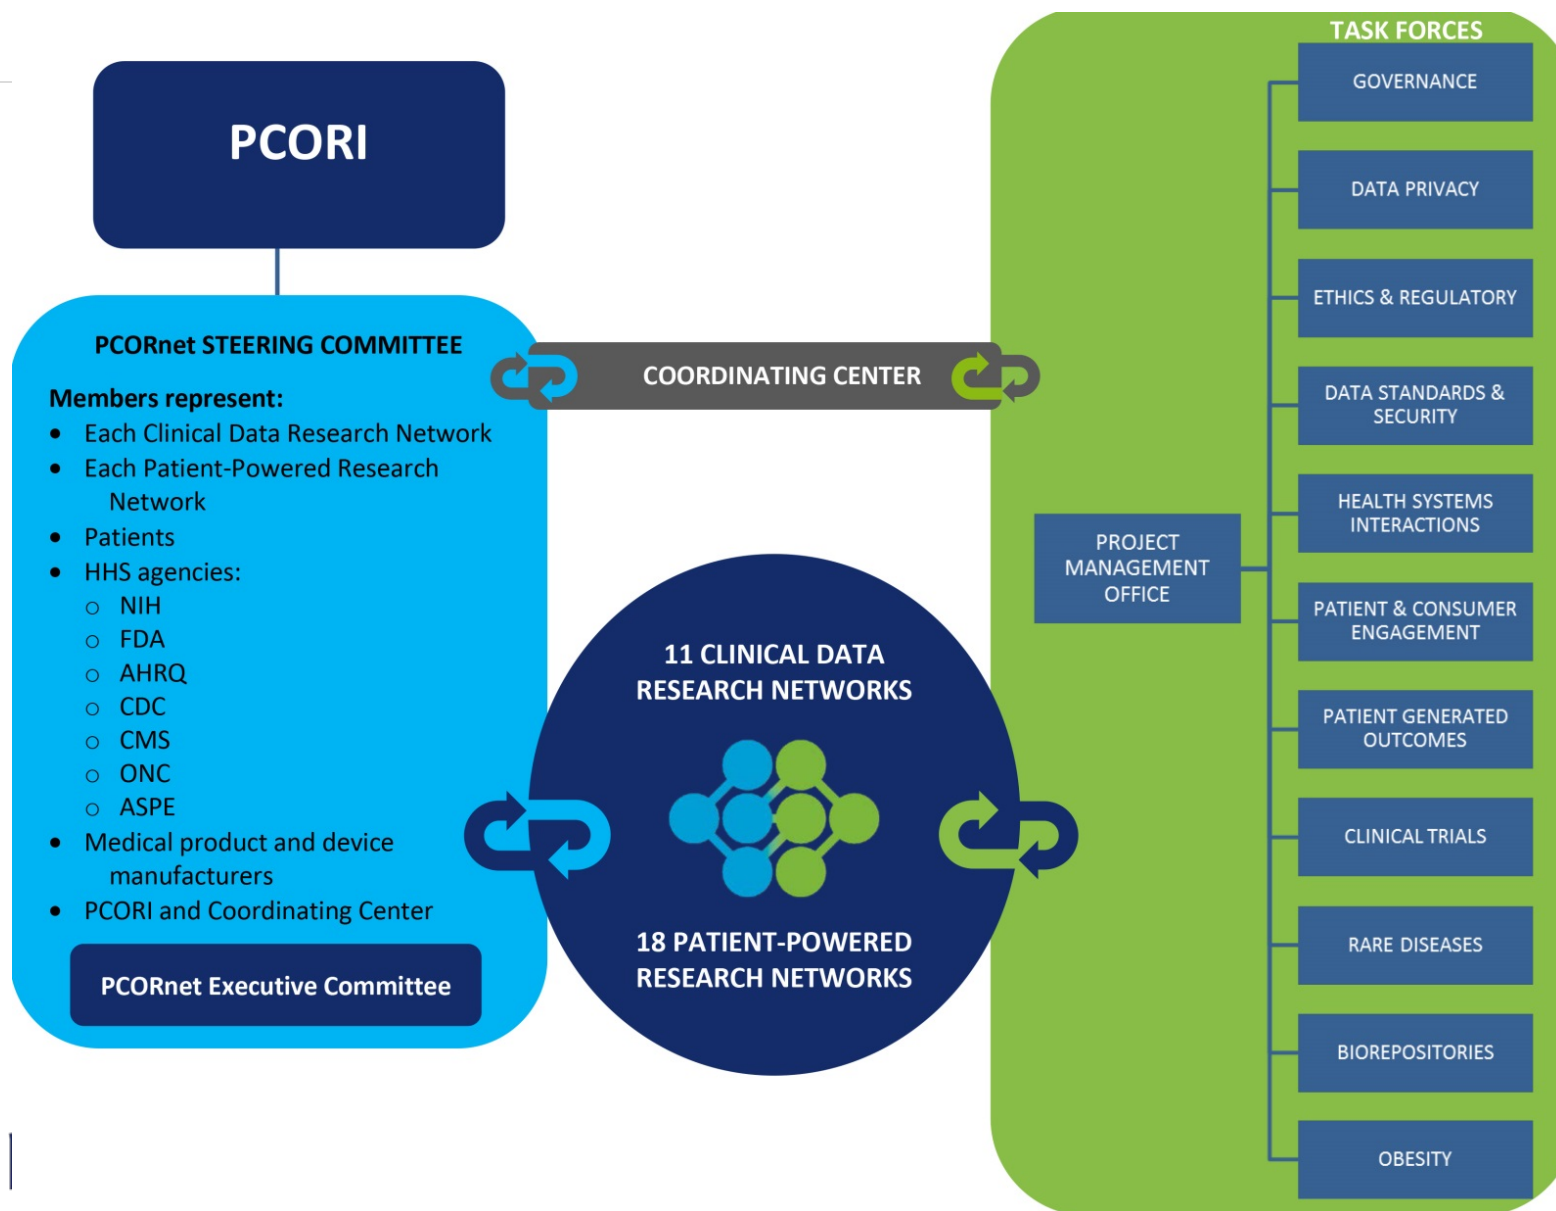 PCORI
PCORnet STEERING COMMITTEE
Members represent:
• Each Clinical Data Research Network
• Each Patient-Powered Research
Network
• Patients
• HHS agencies:
o NIH
o FDA
o AHRQ
o CDC
o CMS
o ONC
o ASPE
• Medical product and device
manufacturers
• PCORI and Coordinating Center
PCORnet Executive Committee
COORDINATING CENTER
11 CLINICAL DATA
RESEARCH NETWORKS
18 PATIENT-POWERED
RESEARCH NETWORKS
PROJECT
MANAGEMENT
OFFICE
TASK FORCES
GOVERNANCE
DATA PRIVACY
ETHICS & REGULATORY
DATA STANDARDS &
SECURITY
HEALTH SYSTEMS
INTERACTIONS
PATIENT & CONSUMER
ENGAGEMENT
PATIENT GENERATED
OUTCOMES
CLINICAL TRIALS
RARE DISEASES
BIOREPOSITORIES
OBESITY